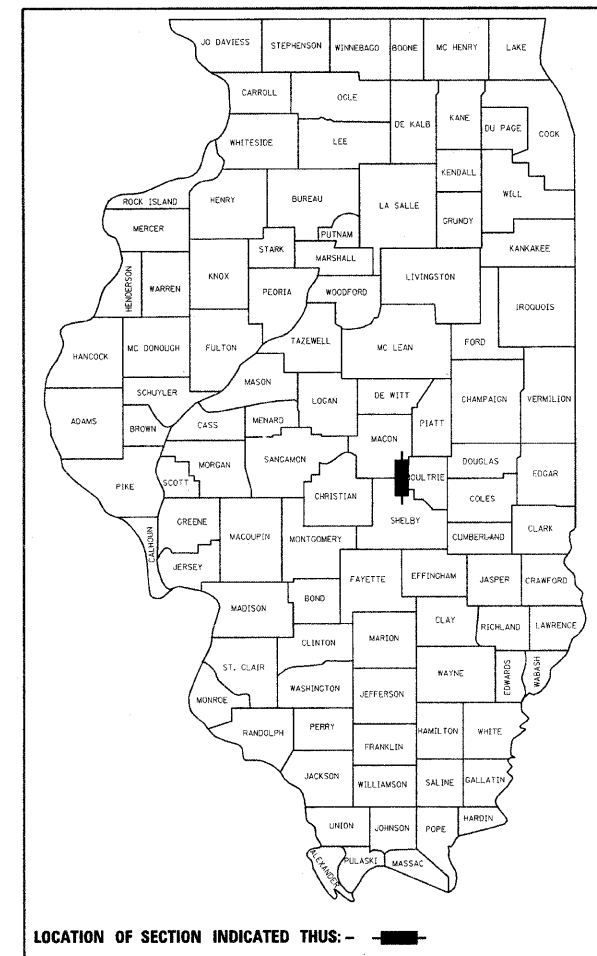 JO DAVIESS STEPHENSON WINNEBAGO BOONE MC HENRY LAKE
CARROLL OGLE DE KALB KANE DU PAGE COOK
WHITESIDE LEE
KENDALL
ROCK ISLAND HENRY BUREAU LA SALLE GRUNDY WILL
MERCER PUTNAM
STARK MARSHALL KANKAKEE
HENDERSON WARREN KNOX PEORIA WOODFORD LIVINGSTON IROQUOIS
HANCOCK MC DONOUGH FULTON TAZEWELL MC LEAN FORD
SCHUYLER MASON LOGAN DE WITT CHAMPAIGN VERMILION
ADAMS BROWN CASS MENARD MACON PIATT
PIKE SCOTT MORGAN SANGAMON CHRISTIAN OULTRIE DOUGLAS EDGAR
COLES
SHELBY
CALHOUN GREENE MACOUPIN MONTGOMERY CUMBERLAND CLARK
JERSEY FAYETTE EFFINGHAM JASPER CRAWFORD
MADISON BOND
CLINTON MARION CLAY RICHLAND LAWRENCE
ST. CLAIR WASHINGTON JEFFERSON WAYNE EDWARDS WABASH
MONROE
RANDOLPH PERRY FRANKLIN HAMILTON WHITE
JACKSON WILLIAMSON SALINE GALLATIN
UNION JOHNSON POPE HARDIN
ALEXANDER PULASKI MASSAC
LOCATION OF SECTION INDICATED THUS:-